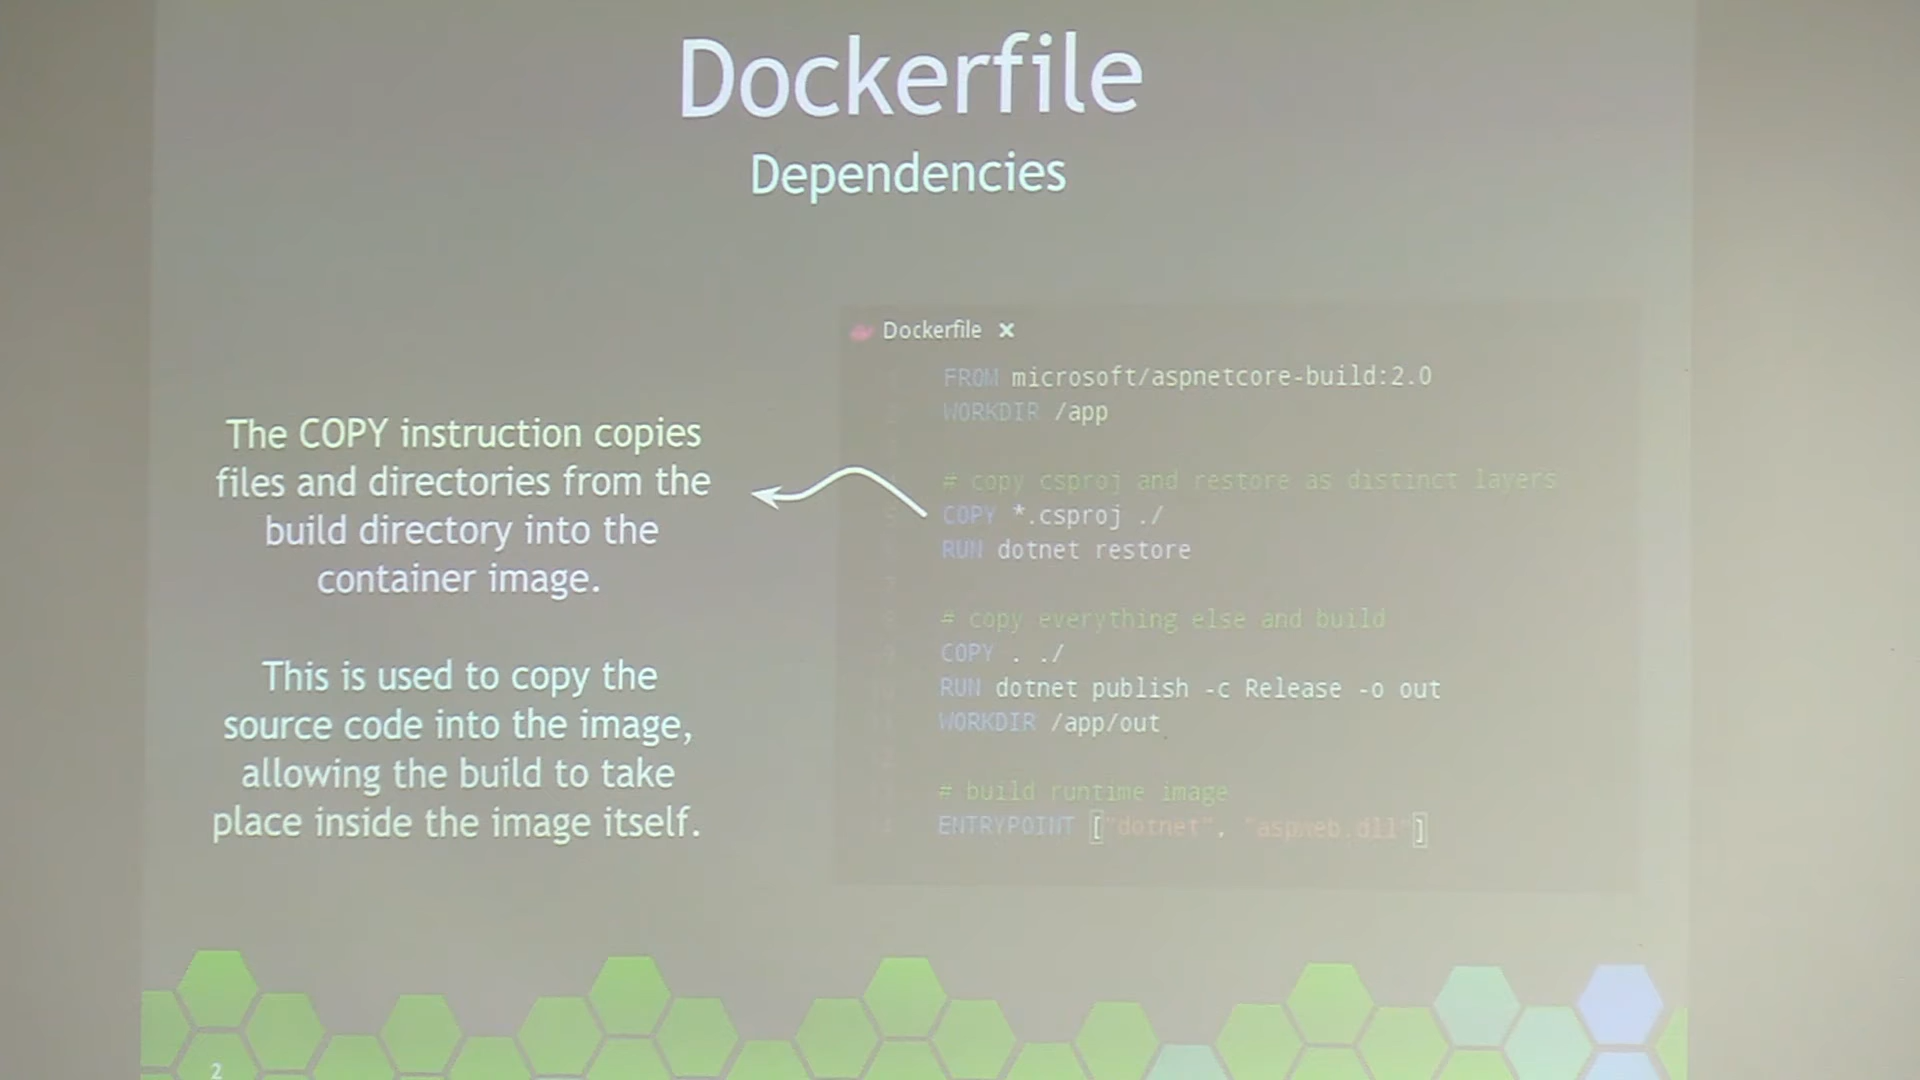 Dockerfile
Dependencies
The COPY instruction copies
files and directories from the
build directory into the
container image.
This is used to copy the
source code into the image,
allowing the build to take
place inside the image itself.
Dockerfile ×
FROM microsoft/aspnetcore-build:2.0
WORKDIR /app
# copy csproj and restore as distinct layers
COPY *.csproj ./
RUN dotnet restore
# copy everything else and build
COPY . ./
RUN dotnet publish -c Release -o out
WORKDIR /app/out
# build runtime image
ENTRYPOINT ["dotnet", "aspweb.dll"]
2